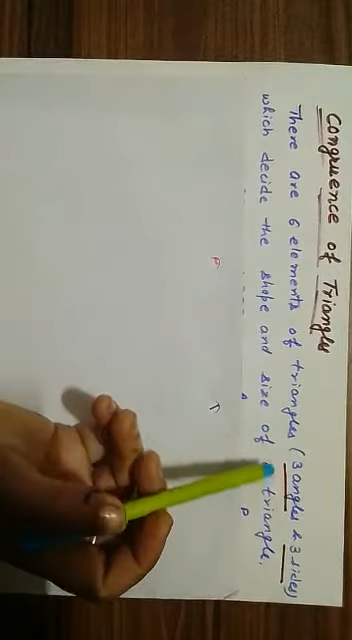 Congruence of Triangles
There are 6 elements of triangles (3 angles & 3 sides)
which decide the shape and size of triangle.